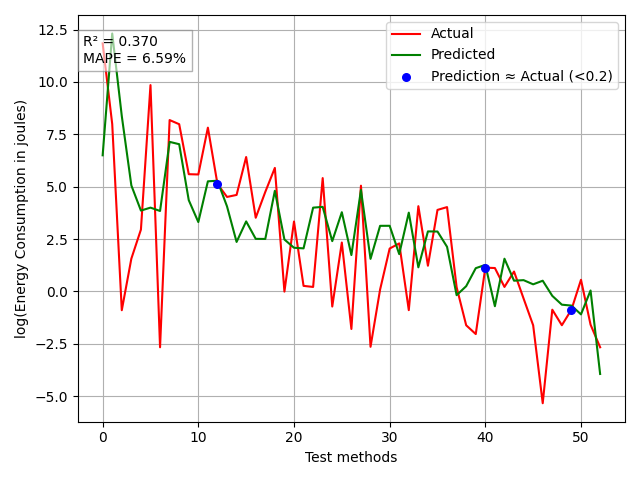 R² = 0.370
MAPE = 6.59%
Actual
Predicted
Prediction ≈ Actual (<0.2)
log(Energy Consumption in joules)
12.5
10.0
7.5
5.0
2.5
0.0
−2.5
−5.0
0 10 20 30 40 50
Test methods